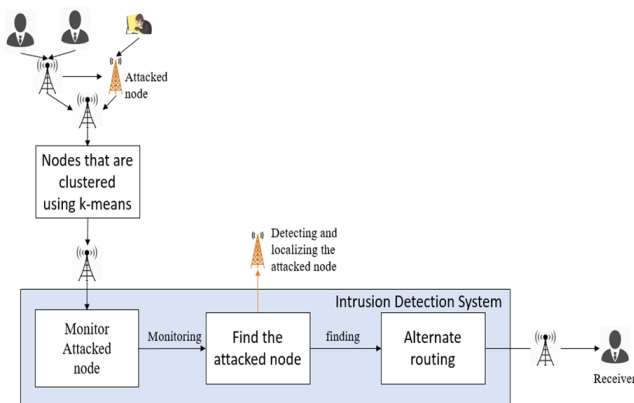 Attacked
node
Nodes that are
clustered
using k-means
Detecting and
localizing the
attacked node
Intrusion Detection System
Monitor
Attacked
node
Monitoring
Find the
attacked node
finding
Alternate
routing
Receiver